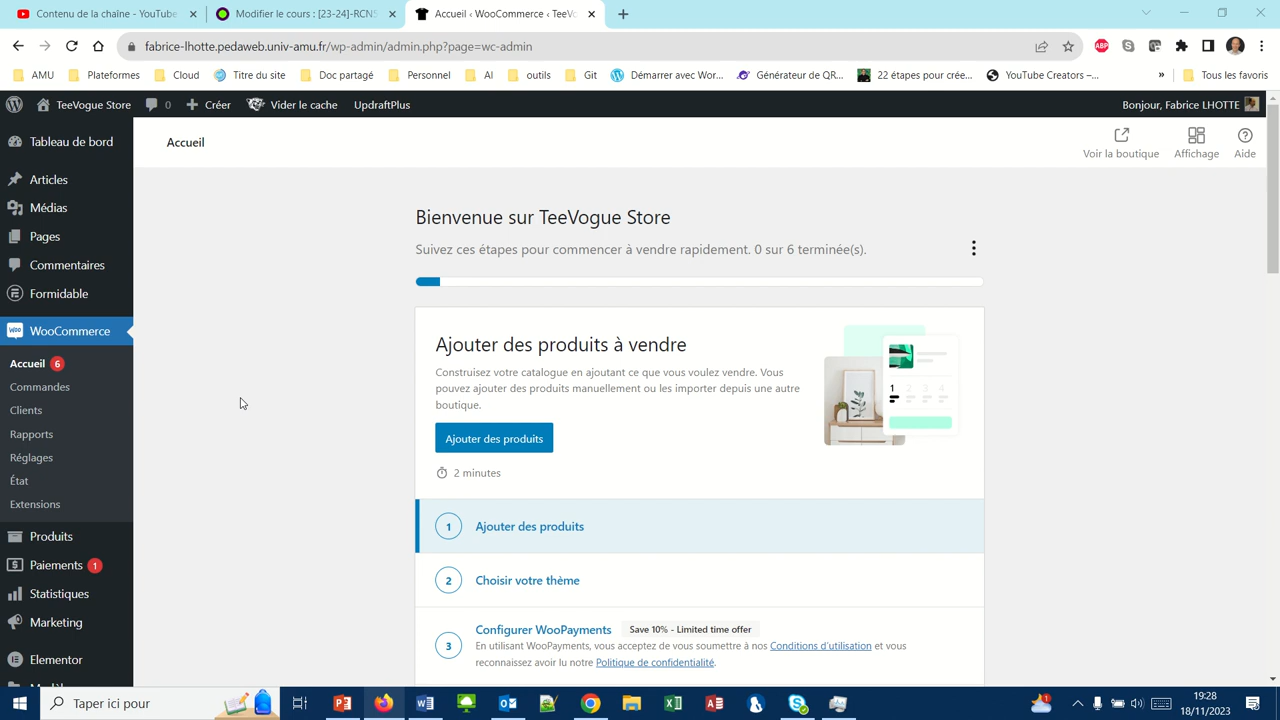 Contenu de la chaîne - YouTube
Modifier le cours : [23-24]-RCNS
Accueil ‹ WooCommerce ‹ TeeVo
fabrice-lhotte.pedaweb.univ-amu.fr/wp-admin/admin.php?page=wc-admin
AMU
Plateformes
Cloud
Titre du site
Doc partagé
Personnel
AI
outils
Git
Démarrer avec Wor...
Générateur de QR...
22 étapes pour crée...
YouTube Creators –...
»
Tous les favoris
TeeVogue Store
0
Créer
Vider le cache
UpdraftPlus
Bonjour, Fabrice LHOTTE
Tableau de bord
Articles
Médias
Pages
Commentaires
Formidable
WooCommerce
Accueil 6
Commandes
Clients
Rapports
Réglages
État
Extensions
Produits
Paiements 1
Statistiques
Marketing
Elementor
Accueil
Voir la boutique
Affichage
Aide
Bienvenue sur TeeVogue Store
Suivez ces étapes pour commencer à vendre rapidement. 0 sur 6 terminée(s).
Ajouter des produits à vendre
Construisez votre catalogue en ajoutant ce que vous voulez vendre. Vous
pouvez ajouter des produits manuellement ou les importer depuis une autre
boutique.
1 2 3 4
Ajouter des produits
2 minutes
1 Ajouter des produits
2 Choisir votre thème
3 Configurer WooPayments Save 10% - Limited time offer
En utilisant WooPayments, vous acceptez de vous soumettre à nos Conditions d'utilisation et vous
reconnaissez avoir lu notre Politique de confidentialité.
Taper ici pour
19:28
18/11/2023